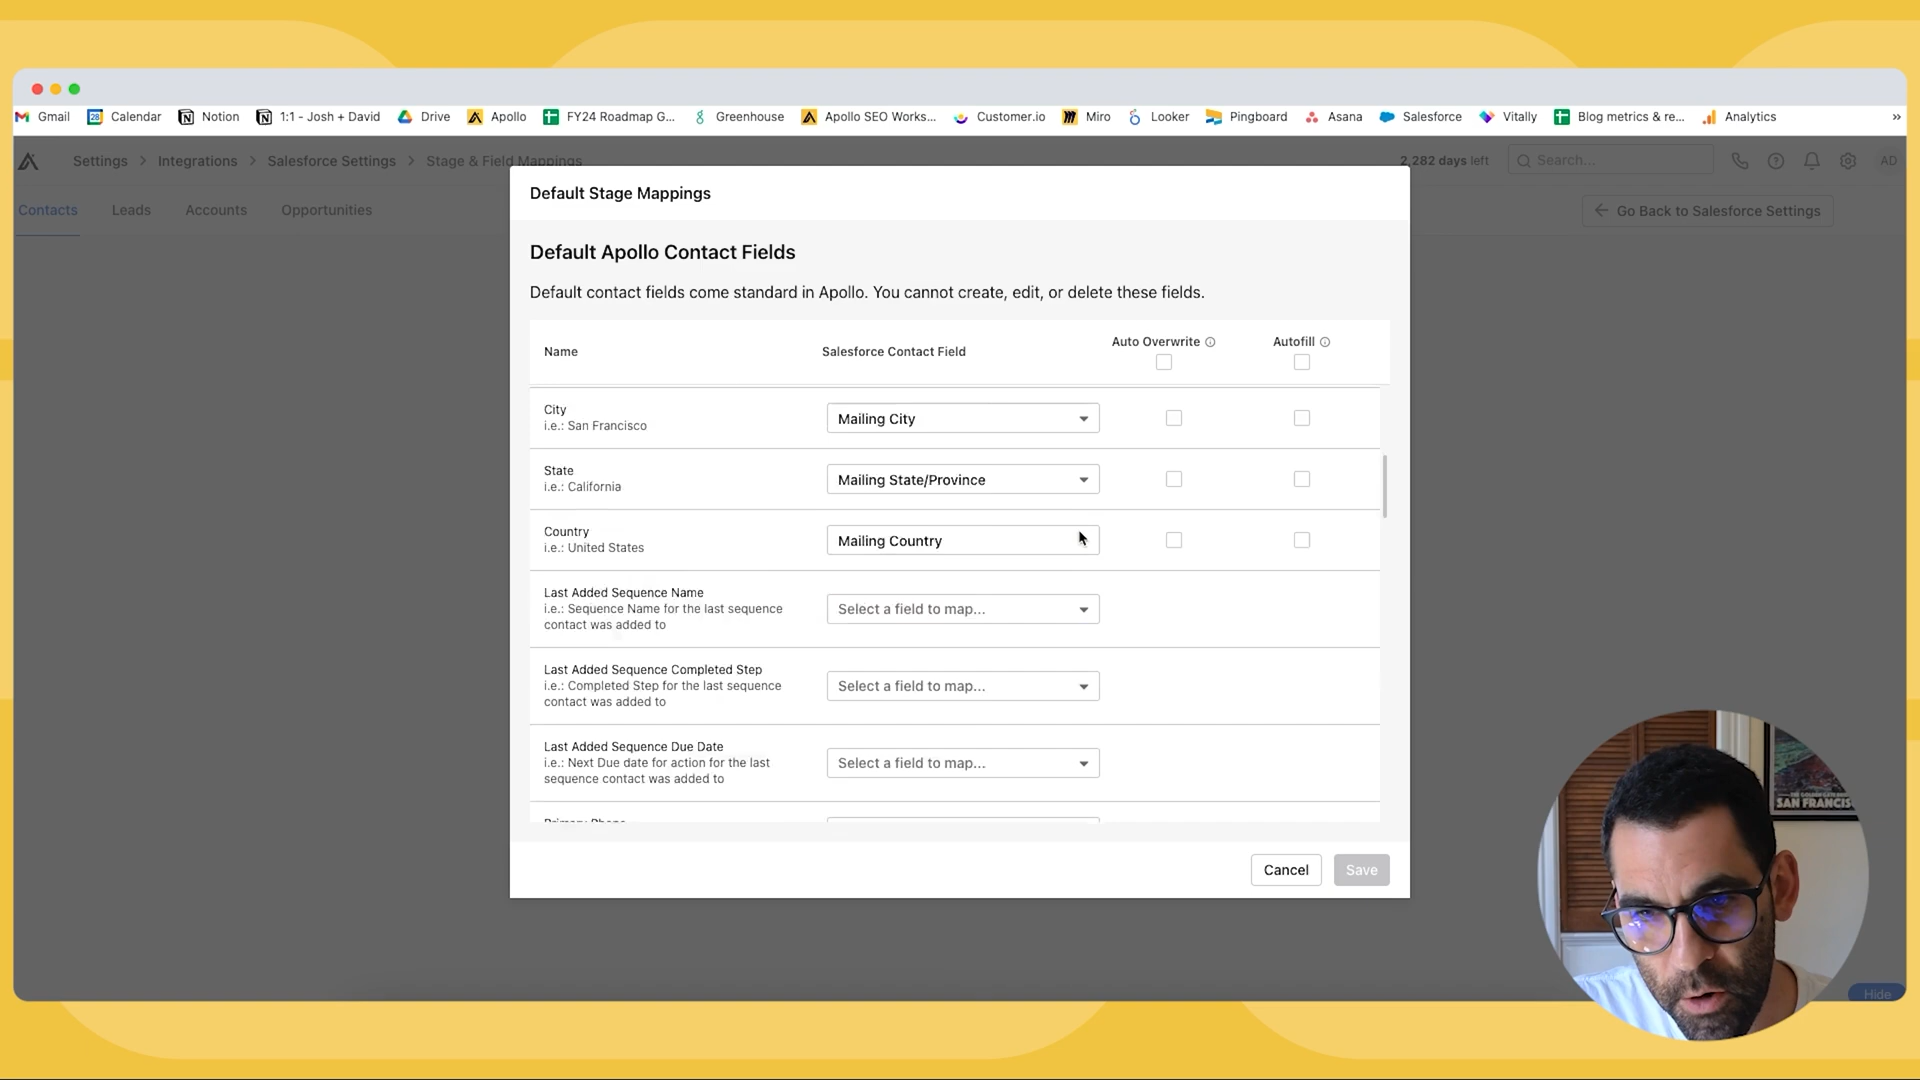 Gmail Calendar Notion 1:1 - Josh + David Drive Apollo FY24 Roadmap G... Greenhouse Apollo SEO Works... Customer.io Miro Looker Pingboard Asana Salesforce Vitally Blog metrics & re... Analytics »
Settings > Integrations > Salesforce Settings > Stage & Field Mappings
2,282 days left
Search...
AD
Contacts Leads Accounts Opportunities
← Go Back to Salesforce Settings
Default Stage Mappings
Default Apollo Contact Fields
Default contact fields come standard in Apollo. You cannot create, edit, or delete these fields.
Name Salesforce Contact Field Auto Overwrite Autofill
City
i.e.: San Francisco
Mailing City
State
i.e.: California
Mailing State/Province
Country
i.e.: United States
Mailing Country
Last Added Sequence Name
i.e.: Sequence Name for the last sequence
contact was added to
Select a field to map...
Last Added Sequence Completed Step
i.e.: Completed Step for the last sequence
contact was added to
Select a field to map...
Last Added Sequence Due Date
i.e.: Next Due date for action for the last
sequence contact was added to
Select a field to map...
Primary Phone
Cancel Save
SAN FRANCIS
Hide